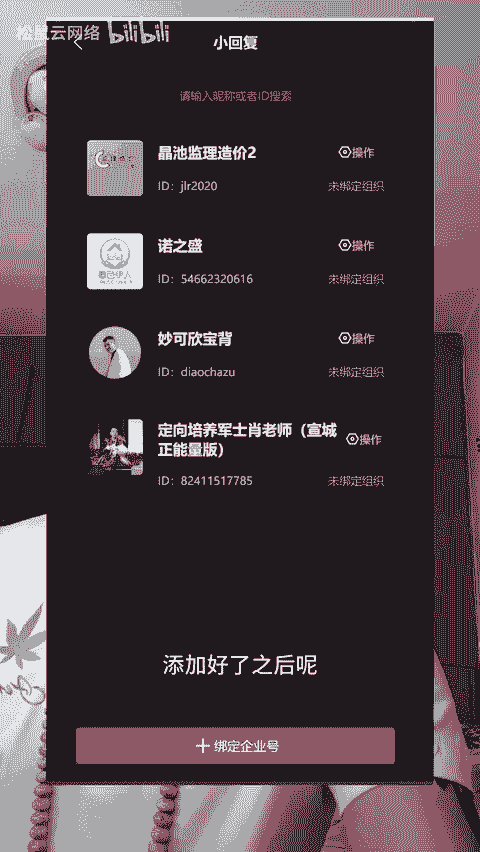 松鼠云网络 bilibili
小回复
请输入昵称或者ID搜索
晶池监理造价2
操作
ID：jlr2020
未绑定组织
诺之盛
操作
ID：54662320616
未绑定组织
妙可欣宝背
操作
ID：diaochazu
未绑定组织
定向培养军士肖老师（宣城
正能量版）
操作
ID：82411517785
未绑定组织
添加好了之后呢
绑定企业号